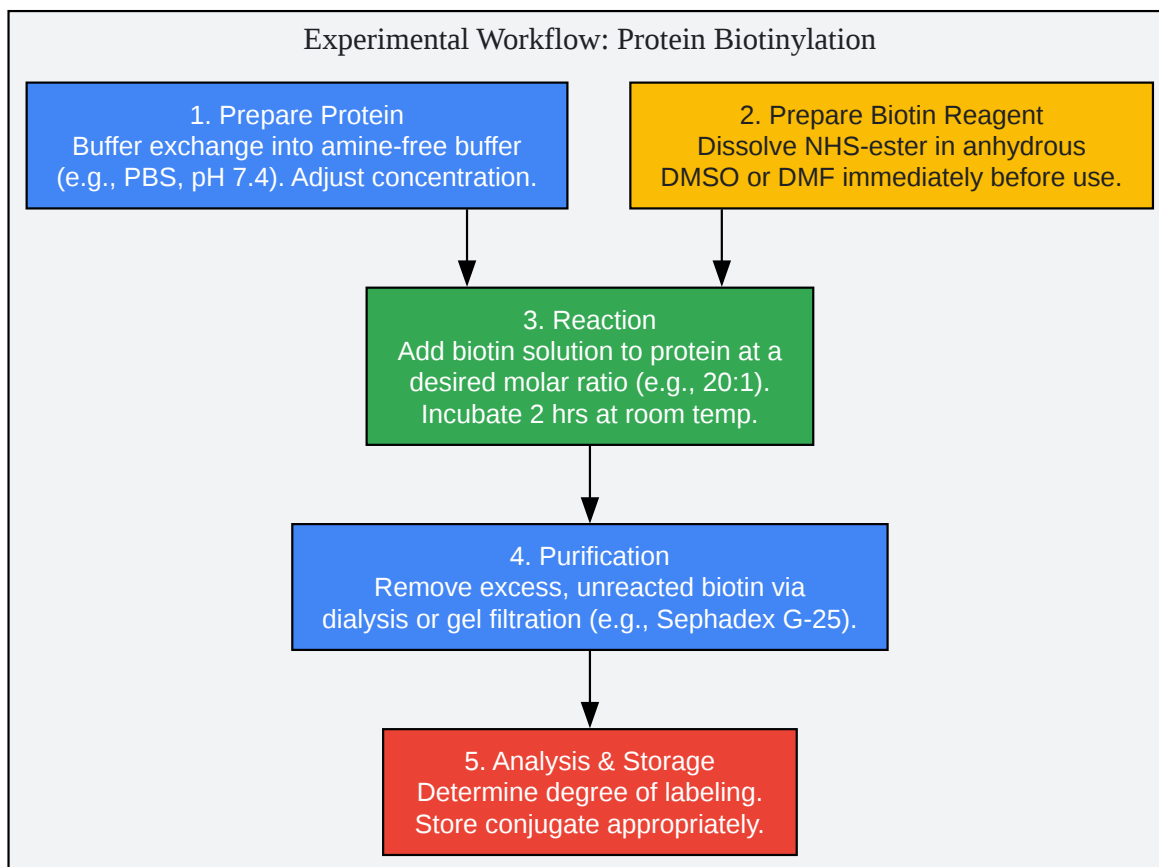 Experimental Workflow: Protein Biotinylation
1. Prepare Protein
Buffer exchange into amine-free buffer
(e.g., PBS, pH 7.4). Adjust concentration.
2. Prepare Biotin Reagent
Dissolve NHS-ester in anhydrous
DMSO or DMF immediately before use.
3. Reaction
Add biotin solution to protein at a
desired molar ratio (e.g., 20:1).
Incubate 2 hrs at room temp.
4. Purification
Remove excess, unreacted biotin via
dialysis or gel filtration (e.g., Sephadex G-25).
5. Analysis & Storage
Determine degree of labeling.
Store conjugate appropriately.